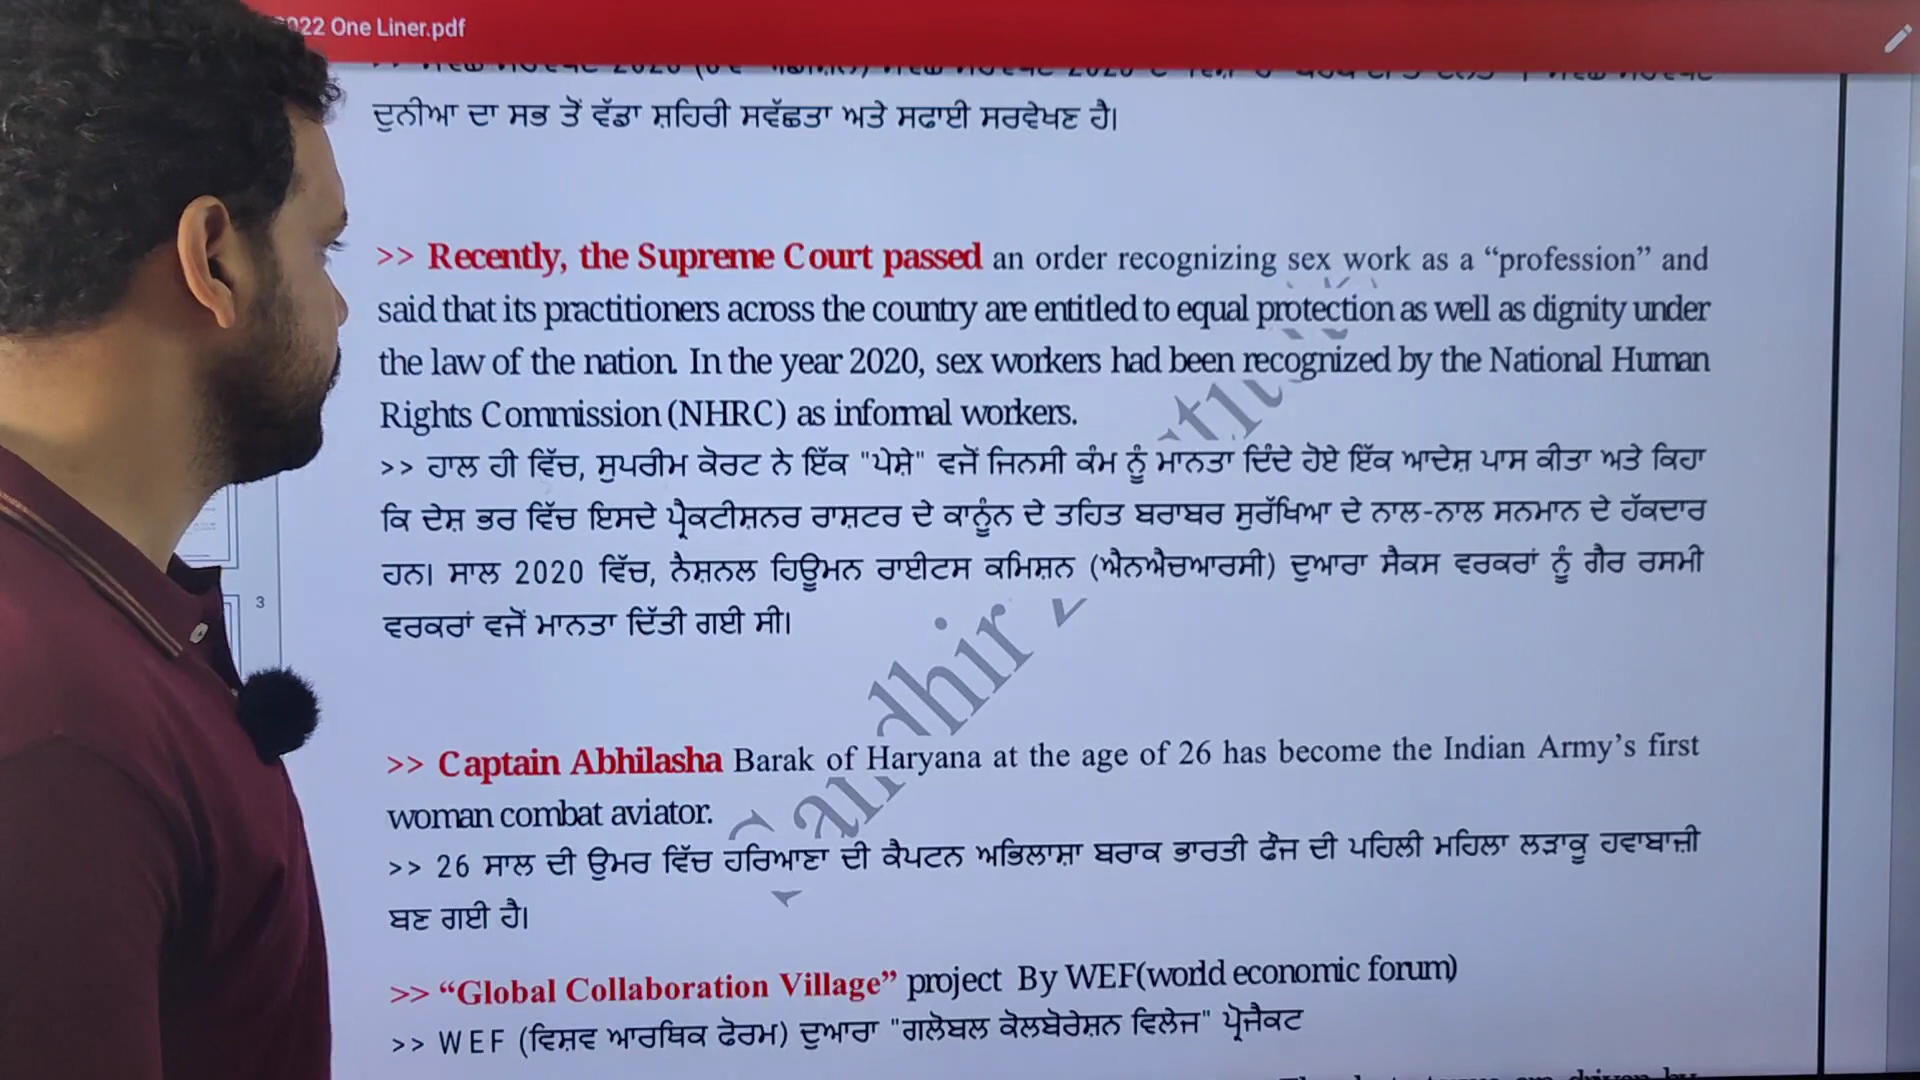 22 One Liner.pdf
ਦੁਨੀਆ ਦਾ ਸਭ ਤੋਂ ਵੱਡਾ ਸ਼ਹਿਰੀ ਸਵੱਛਤਾ ਅਤੇ ਸਫਾਈ ਸਰਵੇਖਣ ਹੈ।
>> Recently, the Supreme Court passed an order recognizing sex work as a “profession” and
said that its practitioners across the country are entitled to equal protection as well as dignity under
the law of the nation. In the year 2020, sex workers had been recognized by the National Human
Rights Commission (NHRC) as informal workers.
>> ਹਾਲ ਹੀ ਵਿੱਚ, ਸੁਪਰੀਮ ਕੋਰਟ ਨੇ ਇੱਕ "ਪੇਸ਼ੇ" ਵਜੋਂ ਜਿਨਸੀ ਕੰਮ ਨੂੰ ਮਾਨਤਾ ਦਿੰਦੇ ਹੋਏ ਇੱਕ ਆਦੇਸ਼ ਪਾਸ ਕੀਤਾ ਅਤੇ ਕਿਹਾ
ਕਿ ਦੇਸ਼ ਭਰ ਵਿੱਚ ਇਸਦੇ ਪ੍ਰੈਕਟੀਸ਼ਨਰ ਰਾਸ਼ਟਰ ਦੇ ਕਾਨੂੰਨ ਦੇ ਤਹਿਤ ਬਰਾਬਰ ਸੁਰੱਖਿਆ ਦੇ ਨਾਲ-ਨਾਲ ਸਨਮਾਨ ਦੇ ਹੱਕਦਾਰ
ਹਨ। ਸਾਲ 2020 ਵਿੱਚ, ਨੈਸ਼ਨਲ ਹਿਊਮਨ ਰਾਈਟਸ ਕਮਿਸ਼ਨ (ਐਨਐਚਆਰਸੀ) ਦੁਆਰਾ ਸੈਕਸ ਵਰਕਰਾਂ ਨੂੰ ਗੈਰ ਰਸਮੀ
3
ਵਰਕਰਾਂ ਵਜੋਂ ਮਾਨਤਾ ਦਿੱਤੀ ਗਈ ਸੀ।
>> Captain Abhilasha Barak of Haryana at the age of 26 has become the Indian Army’s first
woman combat aviator.
>> 26 ਸਾਲ ਦੀ ਉਮਰ ਵਿੱਚ ਹਰਿਆਣਾ ਦੀ ਕੈਪਟਨ ਅਭਿਲਾਸ਼ਾ ਬਰਾਕ ਭਾਰਤੀ ਫੌਜ ਦੀ ਪਹਿਲੀ ਮਹਿਲਾ ਲੜਾਕੂ ਹਵਾਬਾਜ਼ੀ
ਬਣ ਗਈ ਹੈ।
>> “Global Collaboration Village” project By WEF(world economic forum)
>> WEF (ਵਿਸ਼ਵ ਆਰਥਿਕ ਫੋਰਮ) ਦੁਆਰਾ "ਗਲੋਬਲ ਕੋਲਬੋਰੇਸ਼ਨ ਵਿਲੇਜ" ਪ੍ਰੋਜੈਕਟ